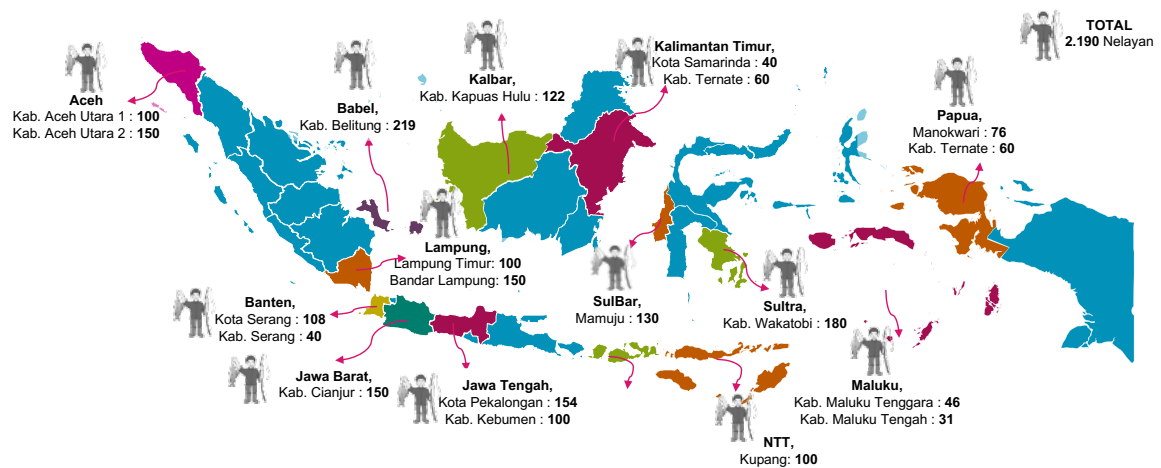 TOTAL
2.190 Nelayan
Aceh
Kab. Aceh Utara 1 : 100
Kab. Aceh Utara 2 : 150
Babel,
Kab. Belitung : 219
Kalbar,
Kab. Kapuas Hulu : 122
Kalimantan Timur,
Kota Samarinda : 40
Kab. Ternate : 60
Papua,
Manokwari : 76
Kab. Ternate : 60
Lampung,
Lampung Timur: 100
Bandar Lampung: 150
Banten,
Kota Serang : 108
Kab. Serang : 40
SulBar,
Mamuju : 130
Sultra,
Kab. Wakatobi : 180
Jawa Barat,
Kab. Cianjur : 150
Jawa Tengah,
Kota Pekalongan : 154
Kab. Kebumen : 100
Maluku,
Kab. Maluku Tenggara : 46
Kab. Maluku Tengah : 31
NTT,
Kupang: 100